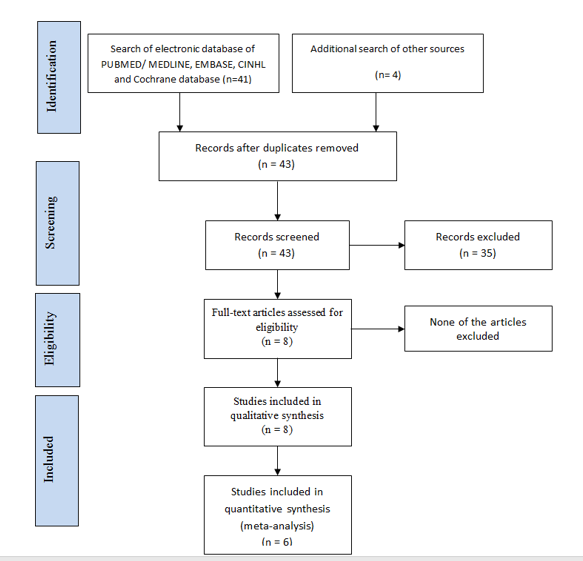 Identification
Search of electronic database of
PUBMED/ MEDLINE, EMBASE, CINHL
and Cochrane database (n=41)
Additional search of other sources
(n= 4)
Records after duplicates removed
(n = 43)
Screening
Records screened
(n = 43)
Records excluded
(n = 35)
Eligibility
Full-text articles assessed for
eligibility
(n = 8)
None of the articles
excluded
Included
Studies included in
qualitative synthesis
(n = 8)
Studies included in
quantitative synthesis
(meta-analysis)
(n = 6)